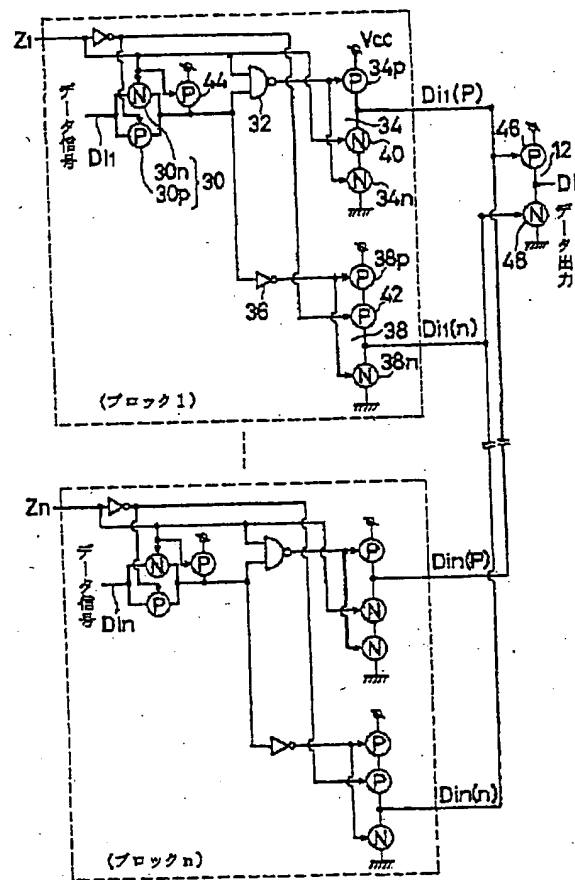 Z1
Vcc
データ信号
DI1
N
P
P
44
30n
30p
30
32
34p
P
34
N
40
N
34n
Di1(P)
46
P
12
DI
N
48
データ出力
36
38p
P
42
P
38
N
38n
Di1(n)
(ブロック1)
Zn
データ信号
Din
N
P
P
P
N
N
Din(P)
P
P
N
Din(n)
(ブロックn)